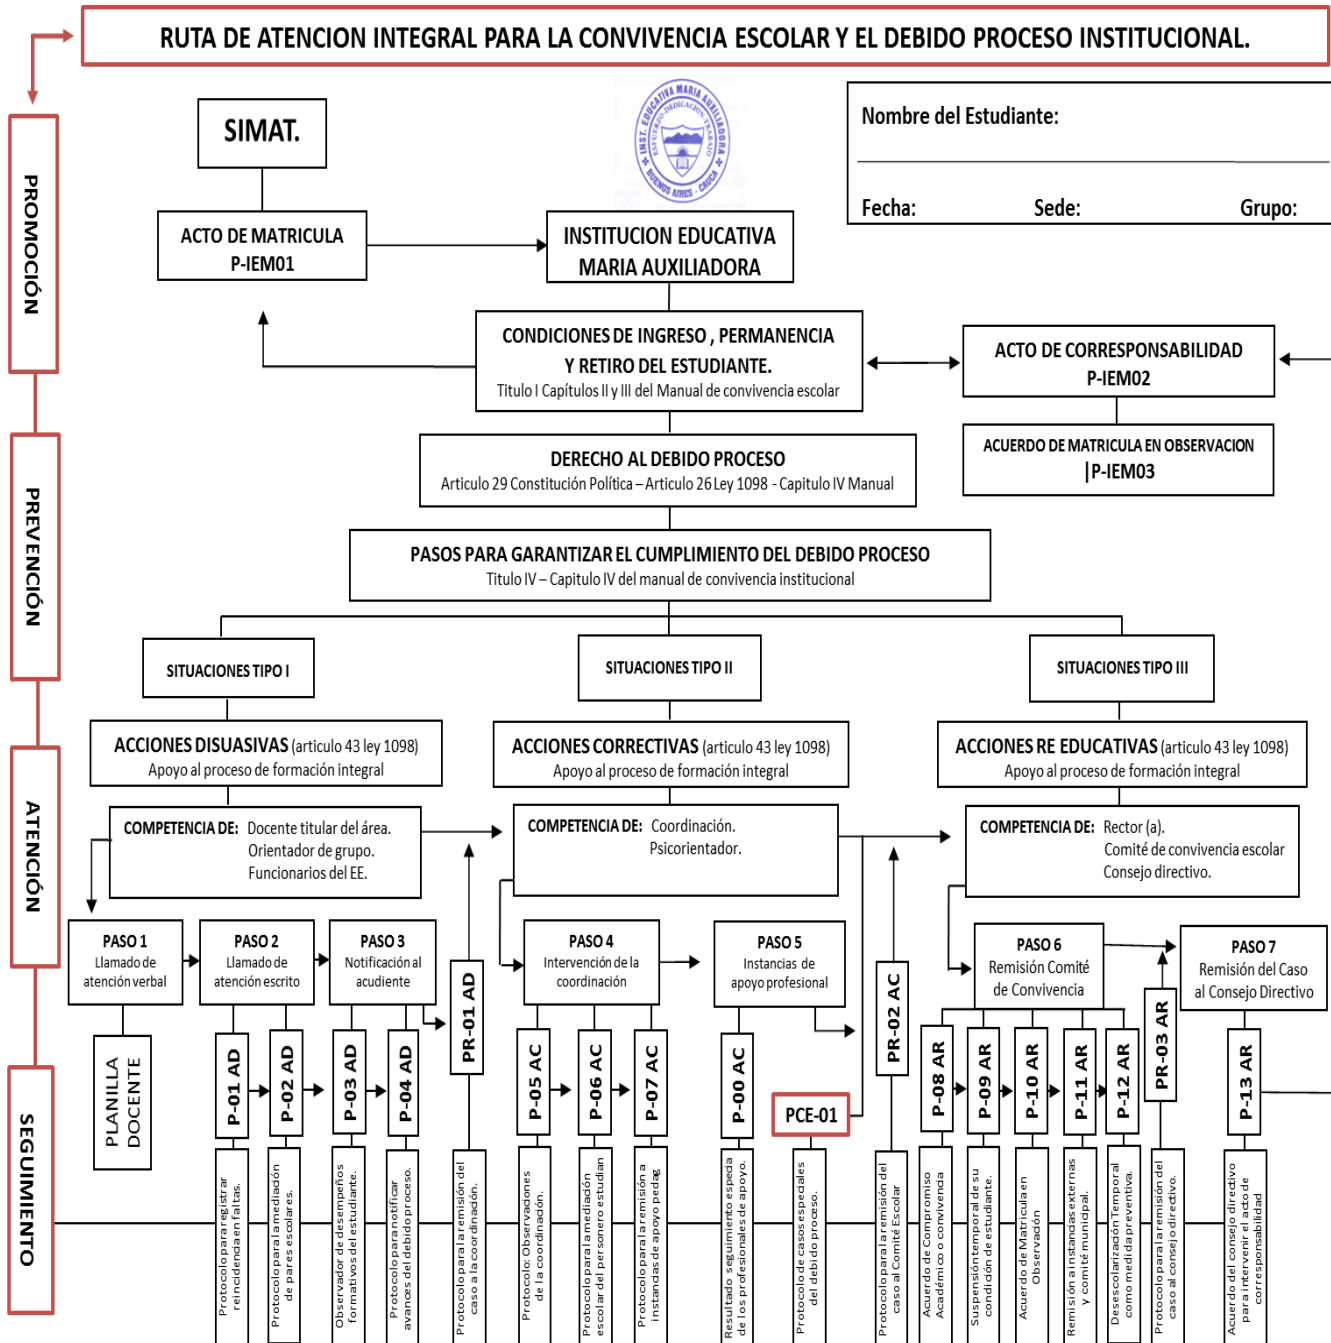 RUTA DE ATENCION INTEGRAL PARA LA CONVIVENCIA ESCOLAR Y EL DEBIDO PROCESO INSTITUCIONAL.
PROMOCIÓN
PREVENCIÓN
ATENCIÓN
SEGUIMIENTO
SIMAT.
INST. EDUCATIVA MARIA AUXILIADORA
ESFUERZO-DEDICACION-TRABAJO
BUENOS AIRES - CAUCA
Nombre del Estudiante:
Fecha: Sede: Grupo:
ACTO DE MATRICULA
P-IEM01
INSTITUCION EDUCATIVA
MARIA AUXILIADORA
CONDICIONES DE INGRESO , PERMANENCIA
Y RETIRO DEL ESTUDIANTE.
Titulo I Capítulos II y III del Manual de convivencia escolar
ACTO DE CORRESPONSABILIDAD
P-IEM02
ACUERDO DE MATRICULA EN OBSERVACION
|P-IEM03
DERECHO AL DEBIDO PROCESO
Articulo 29 Constitución Política – Articulo 26 Ley 1098 - Capitulo IV Manual
PASOS PARA GARANTIZAR EL CUMPLIMIENTO DEL DEBIDO PROCESO
Titulo IV – Capitulo IV del manual de convivencia institucional
SITUACIONES TIPO I
SITUACIONES TIPO II
SITUACIONES TIPO III
ACCIONES DISUASIVAS (articulo 43 ley 1098)
Apoyo al proceso de formación integral
ACCIONES CORRECTIVAS (articulo 43 ley 1098)
Apoyo al proceso de formación integral
ACCIONES RE EDUCATIVAS (articulo 43 ley 1098)
Apoyo al proceso de formación integral
COMPETENCIA DE: Docente titular del área.
Orientador de grupo.
Funcionarios del EE.
COMPETENCIA DE: Coordinación.
Psicorientador.
COMPETENCIA DE: Rector (a).
Comité de convivencia escolar
Consejo directivo.
PASO 1
Llamado de
atención verbal
PASO 2
Llamado de
atención escrito
PASO 3
Notificación al
acudiente
PASO 4
Intervención de la
coordinación
PASO 5
Instancias de
apoyo profesional
PASO 6
Remisión Comité
de Convivencia
PASO 7
Remisión del Caso
al Consejo Directivo
PLANILLA
DOCENTE
P-01 AD
P-02 AD
P-03 AD
P-04 AD
PR-01 AD
P-05 AC
P-06 AC
P-07 AC
P-00 AC
PCE-01
PR-02 AC
P-08 AR
P-09 AR
P-10 AR
P-11 AR
P-12 AR
PR-03 AR
P-13 AR
Protocolo para registrar
reincidencia en faltas.
Protocolo para la mediación
de pares escolares.
Observador de desempeños
formativos del estudiante.
Protocolo para notificar
avances del debido proceso.
Protocolo para la remisión del
caso a la coordinación.
Protocolo: Observaciones
de la coordinación.
Protocolo para la mediación
escolar del personero estudian
Protocolo para la remisión a
instancias de apoyo pedag
Resultado seguimiento especia
de los profesionales de apoyo.
Protocolo de casos especiales
del debido proceso.
Protocolo para la remisión del
caso al Comité Escolar
Acuerdo de Compromiso
Académico o convivencia
Suspensión temporal de su
condición de estudiante.
Acuerdo de Matricula en
Observación
Remisión a instancias externas
y comité municipal.
Desescolarización Temporal
como medida preventiva.
Protocolo para la remisión del
caso al consejo directivo.
Acuerdo del consejo directivo
para intervenir el acto de
corresponsabilidad